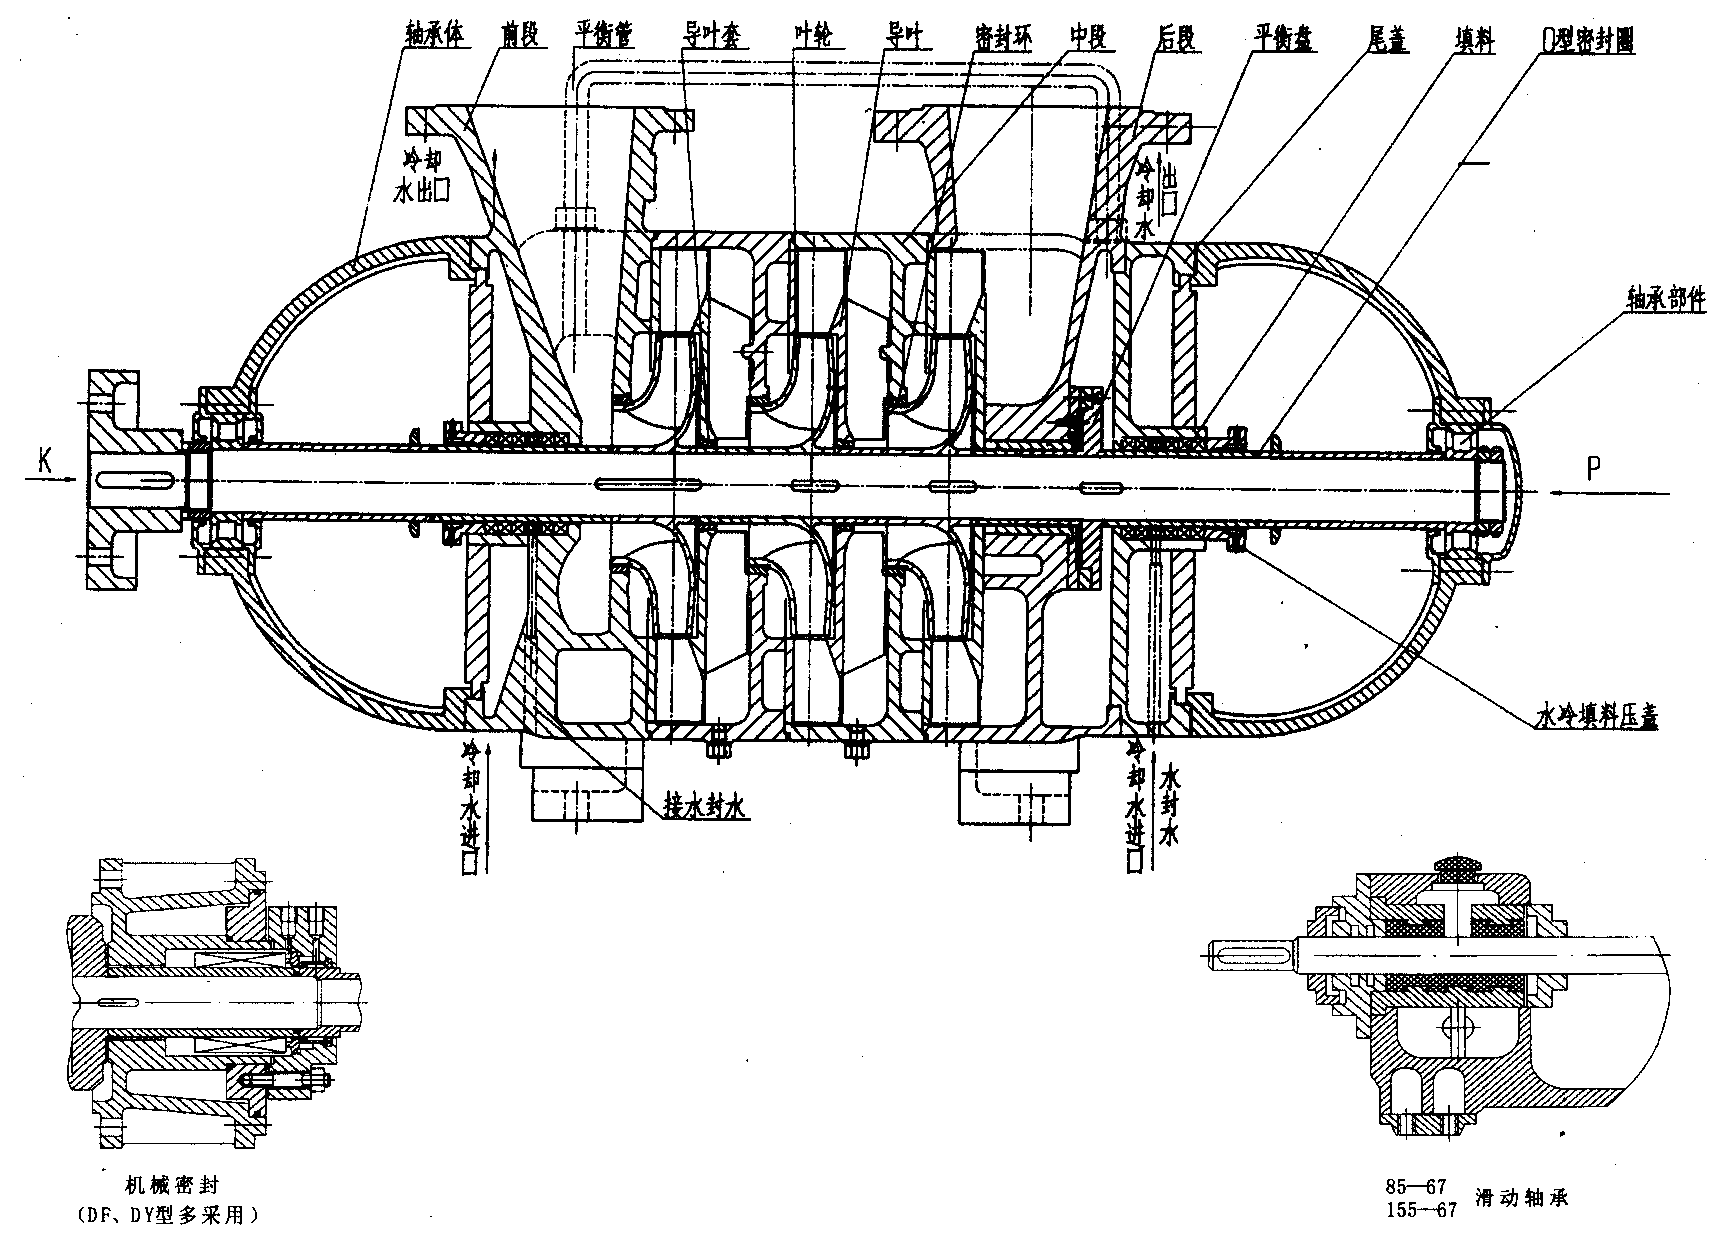 轴承体 前段 平衡管 导叶套 叶轮 导叶 密封环 中段 后段 平衡盘 尾盖 填料 O型密封圈
冷却
水出口
冷却水
出口
轴承部件
K
P
水冷填料压盖
接水封水
冷却水进口
冷却水进口
水封水
机械密封
(DF、DY型多采用)
85—67
155—67
滑动轴承